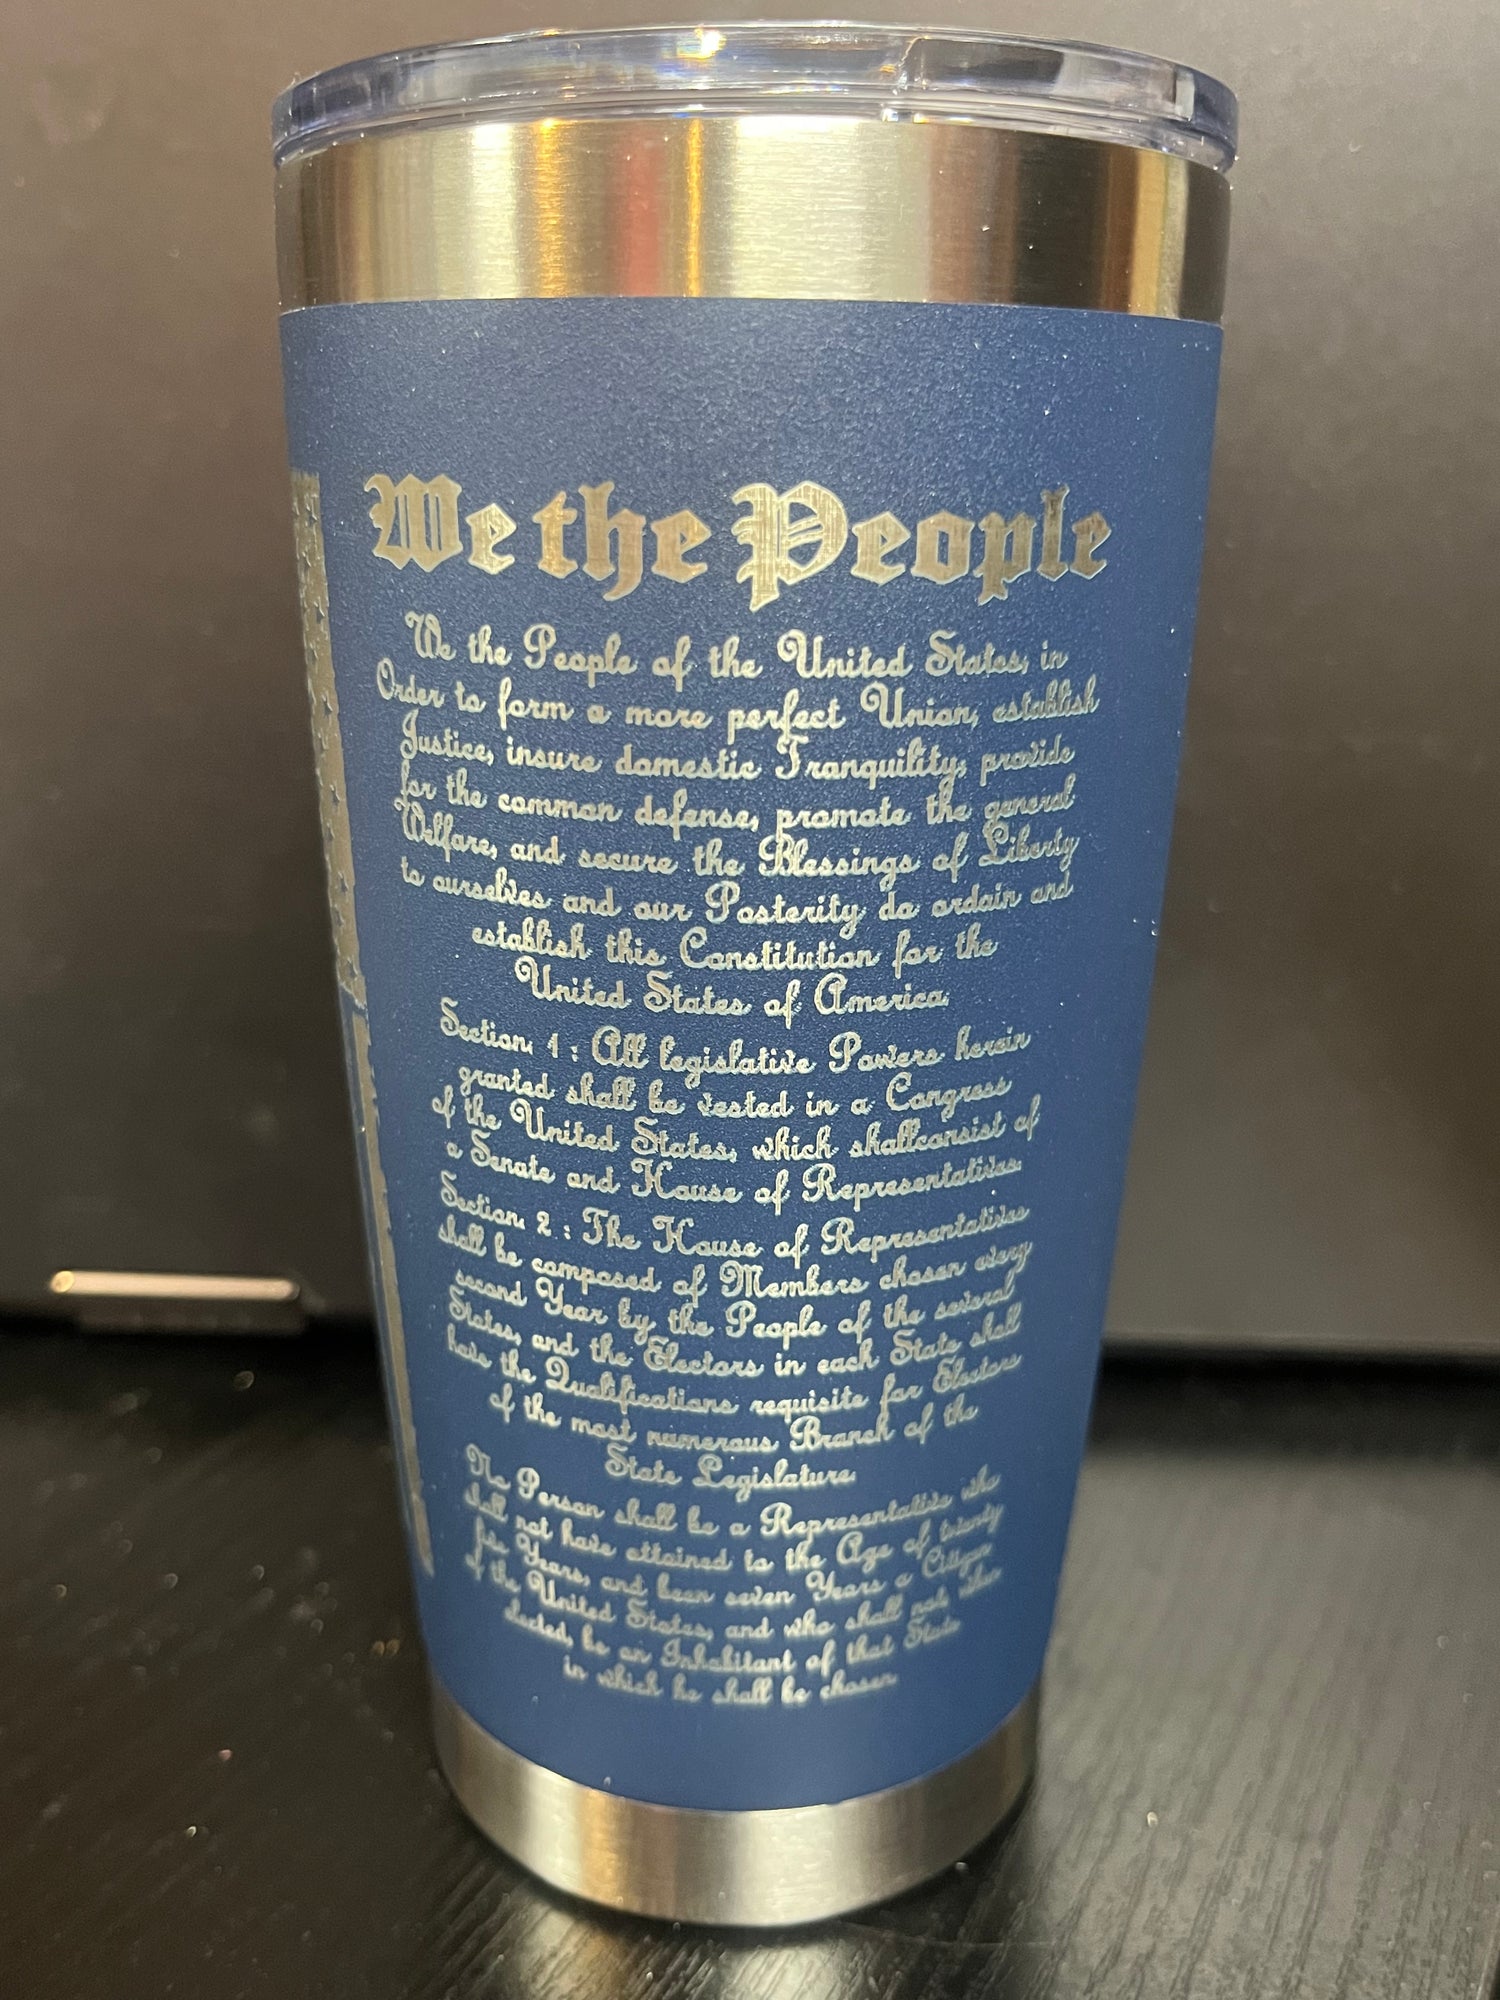 We the People
We the People of the United States, in
Order to form a more perfect Union, establish
Justice, insure domestic Tranquility, provide
for the common defense, promote the general
Welfare, and secure the Blessings of Liberty
to ourselves and our Posterity do ordain and
establish this Constitution for the
United States of America.
Section. 1 : All legislative Powers herein
granted shall be vested in a Congress
of the United States, which shallconsist of
a Senate and House of Representatives.
Section. 2 : The House of Representatives
shall be composed of Members chosen every
second Year by the People of the several
States, and the Electors in each State shall
have the Qualifications requisite for Electors
of the most numerous Branch of the
State Legislature.
No Person shall be a Representative who
shall not have attained to the Age of twenty
five Years, and been seven Years a Citizen
of the United States, and who shall not, when
elected, be an Inhabitant of that State
in which he shall be chosen.